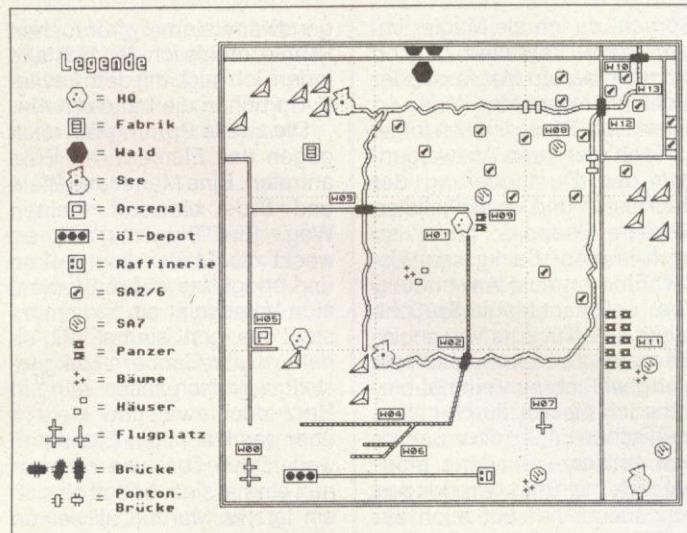 Legende
= Fabrik
= Wald
= See
= Arsenal
= öl-Depot
= Raffinerie
= SA2/6
= SA7
= Panzer
= Bäume
= Häuser
= Flugplatz
= Brücke
= Ponton-
Brücke
W10
W13
W08
W12
W03
W09
W01
W05
W02
W11
W07
W04
W00
W06